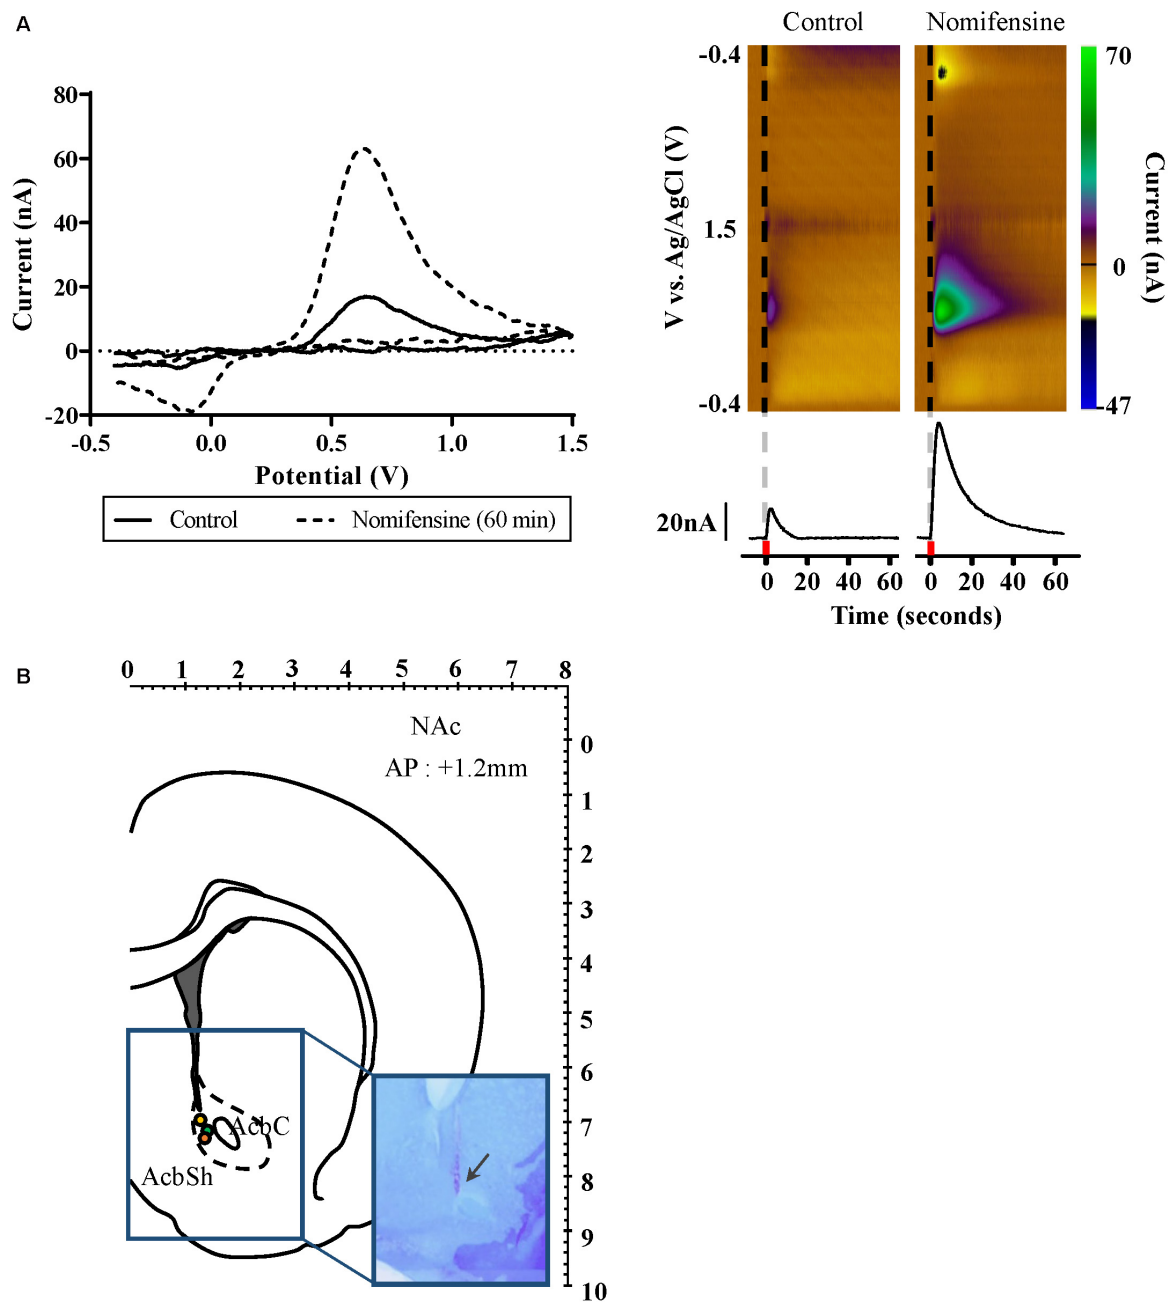 A
80
60
40
20
0
-20
-0.5 0.0 0.5 1.0 1.5
Current (nA)
Potential (V)
Control Nomifensine (60 min)
Control Nomifensine
-0.4
1.5
-0.4
V vs. Ag/AgCl (V)
70
0
-47
Current (nA)
20nA
0 20 40 60 0 20 40 60
Time (seconds)
B
0 1 2 3 4 5 6 7 8
NAc
AP : +1.2mm
0
1
2
3
4
5
6
7
8
9
10
AcbC
AcbSh